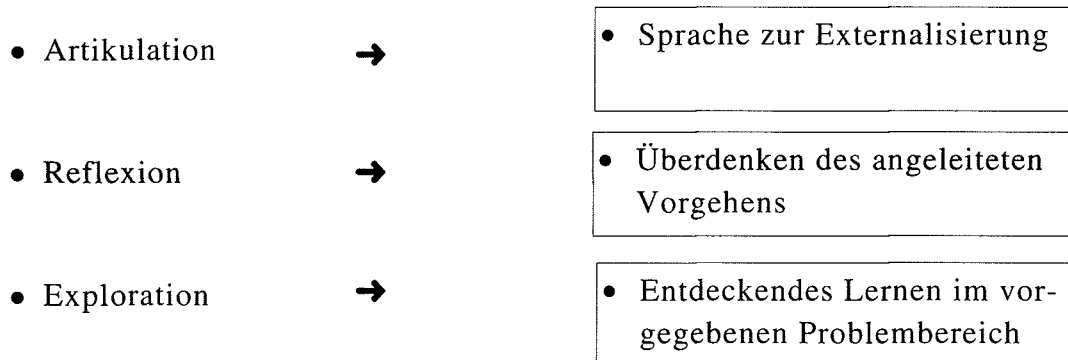 • Artikulation ➔ • Sprache zur Externalisierung
• Reflexion ➔ • Überdenken des angeleiteten
Vorgehens
• Exploration ➔ • Entdeckendes Lernen im vor-
gegebenen Problembereich